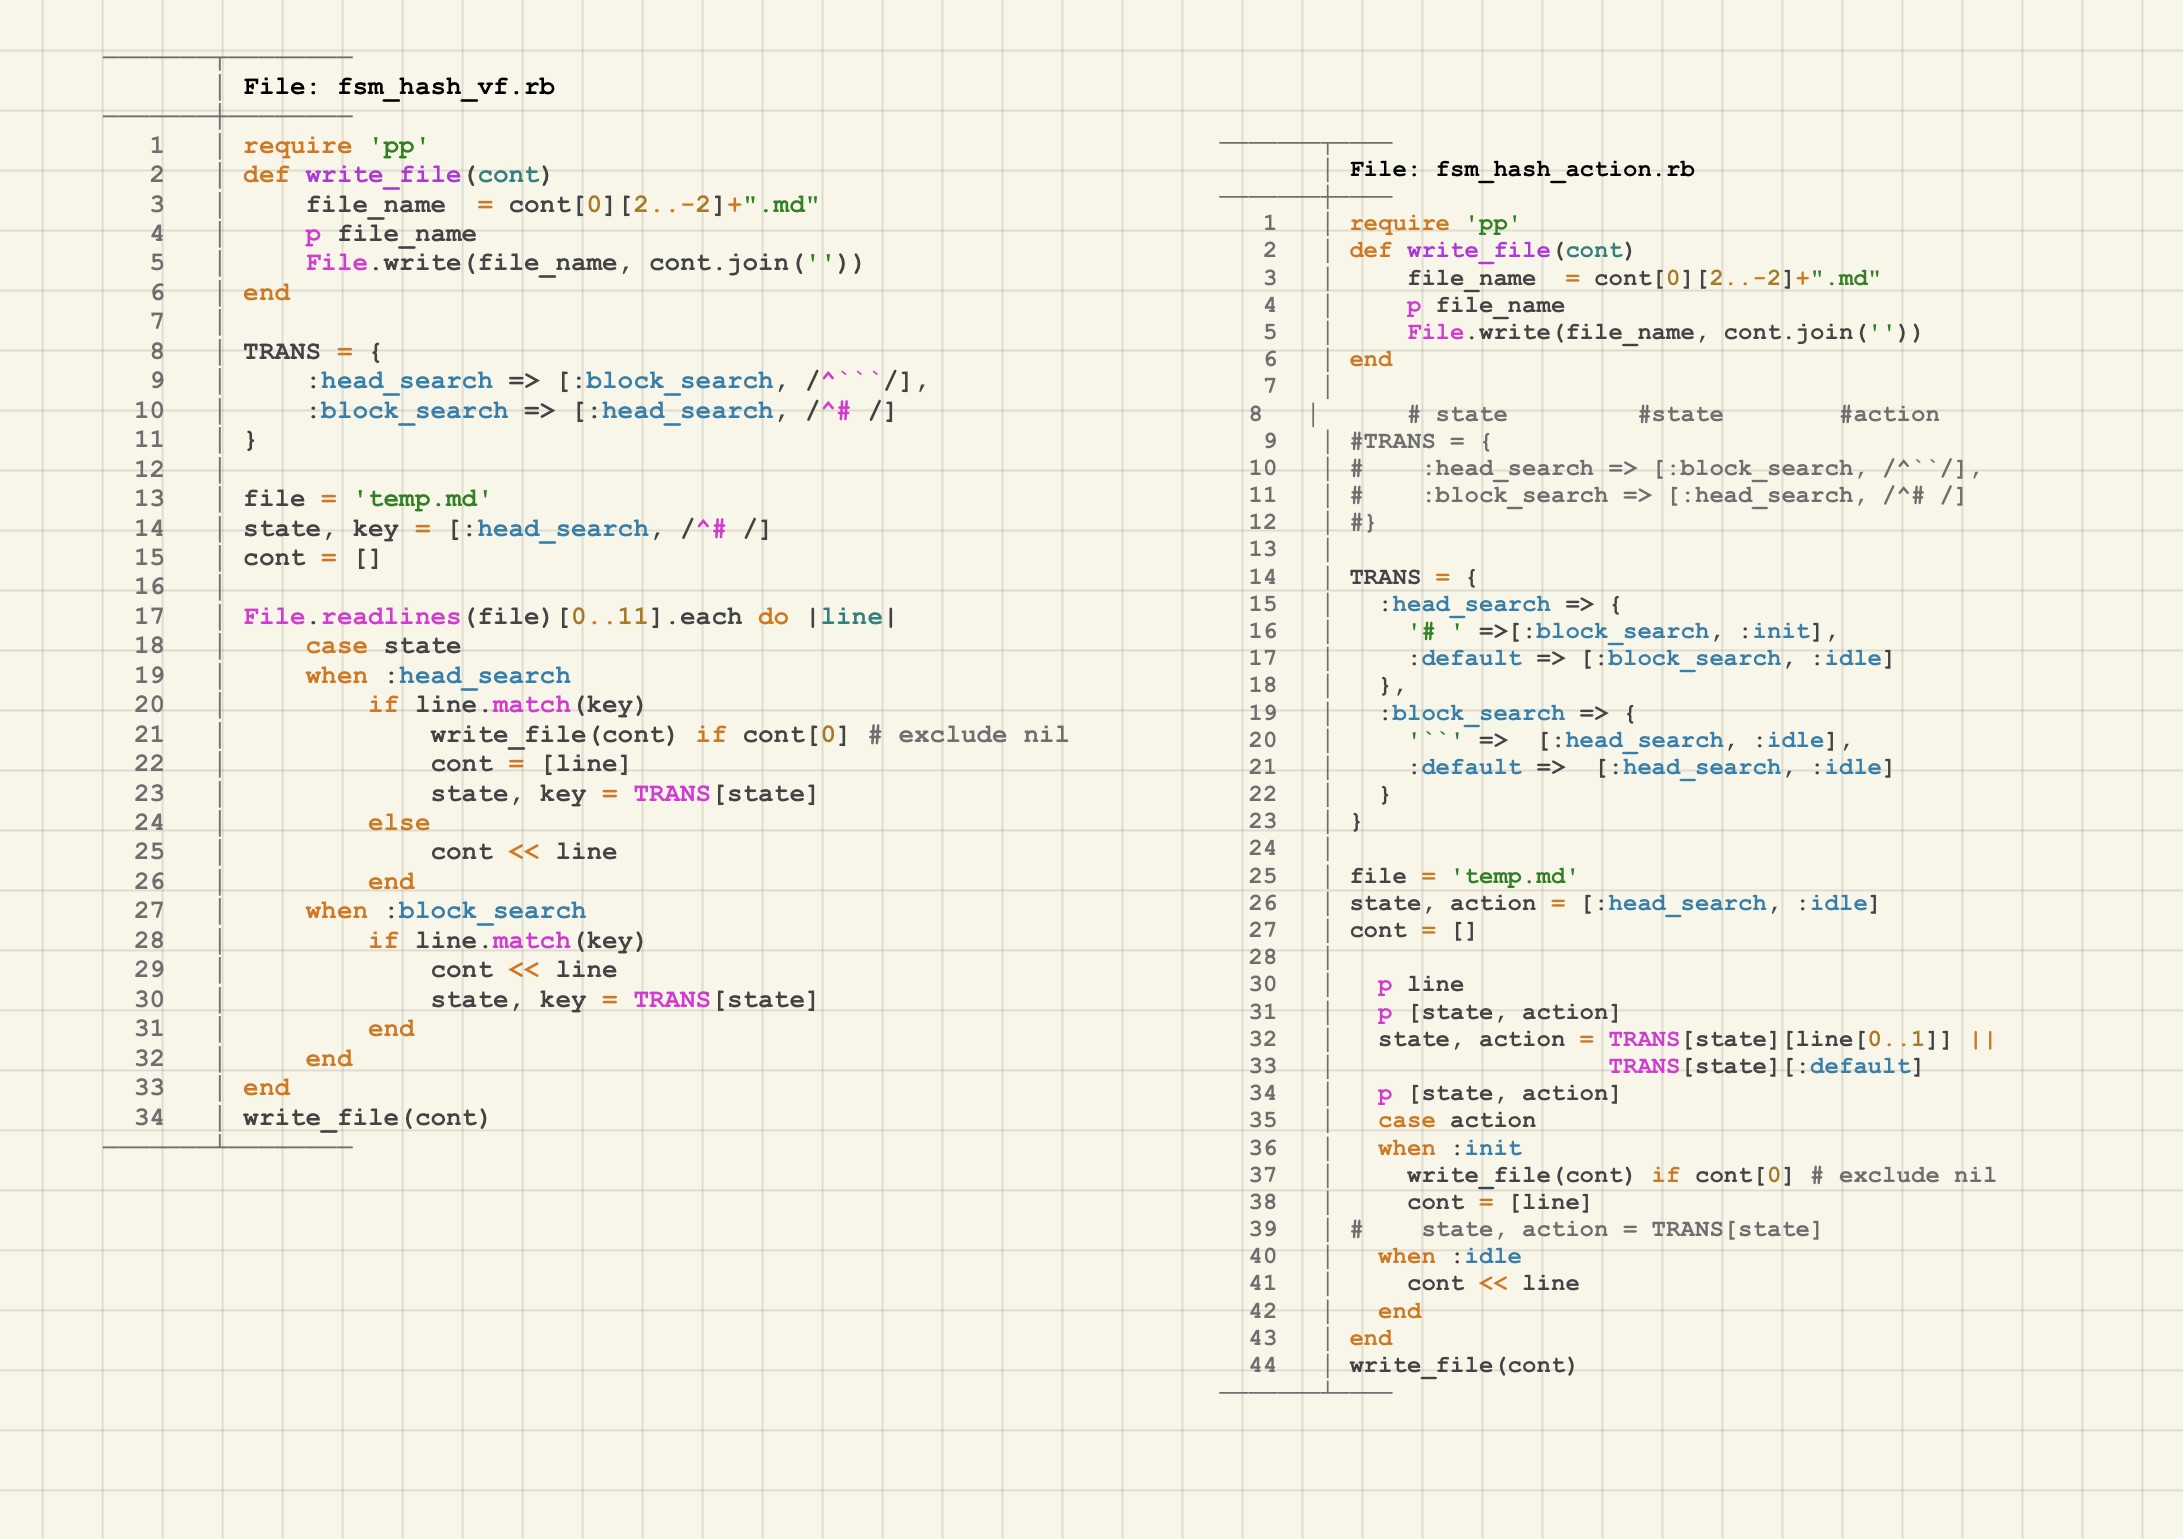 File: fsm_hash_vf.rb
1 require 'pp'
2 def write_file(cont)
3     file_name  = cont[0][2..-2]+".md"
4     p file_name
5     File.write(file_name, cont.join(''))
6 end
7
8 TRANS = {
9     :head_search => [:block_search, /^```/],
10     :block_search => [:head_search, /^# /]
11 }
12
13 file = 'temp.md'
14 state, key = [:head_search, /^# /]
15 cont = []
16
17 File.readlines(file)[0..11].each do |line|
18     case state
19     when :head_search
20         if line.match(key)
21             write_file(cont) if cont[0] # exclude nil
22             cont = [line]
23             state, key = TRANS[state]
24         else
25             cont << line
26         end
27     when :block_search
28         if line.match(key)
29             cont << line
30             state, key = TRANS[state]
31         end
32     end
33 end
34 write_file(cont)
File: fsm_hash_action.rb
1 require 'pp'
2 def write_file(cont)
3     file_name  = cont[0][2..-2]+".md"
4     p file_name
5     File.write(file_name, cont.join(''))
6 end
7
8     # state         #state        #action
9 #TRANS = {
10 #    :head_search => [:block_search, /^``/],
11 #    :block_search => [:head_search, /^# /]
12 #}
13
14 TRANS = {
15   :head_search => {
16     '# ' =>[:block_search, :init],
17     :default => [:block_search, :idle]
18   },
19   :block_search => {
20     '``' =>  [:head_search, :idle],
21     :default =>  [:head_search, :idle]
22   }
23 }
24
25 file = 'temp.md'
26 state, action = [:head_search, :idle]
27 cont = []
28
30   p line
31   p [state, action]
32   state, action = TRANS[state][line[0..1]] ||
33                   TRANS[state][:default]
34   p [state, action]
35   case action
36   when :init
37     write_file(cont) if cont[0] # exclude nil
38     cont = [line]
39 #    state, action = TRANS[state]
40   when :idle
41     cont << line
42   end
43 end
44 write_file(cont)